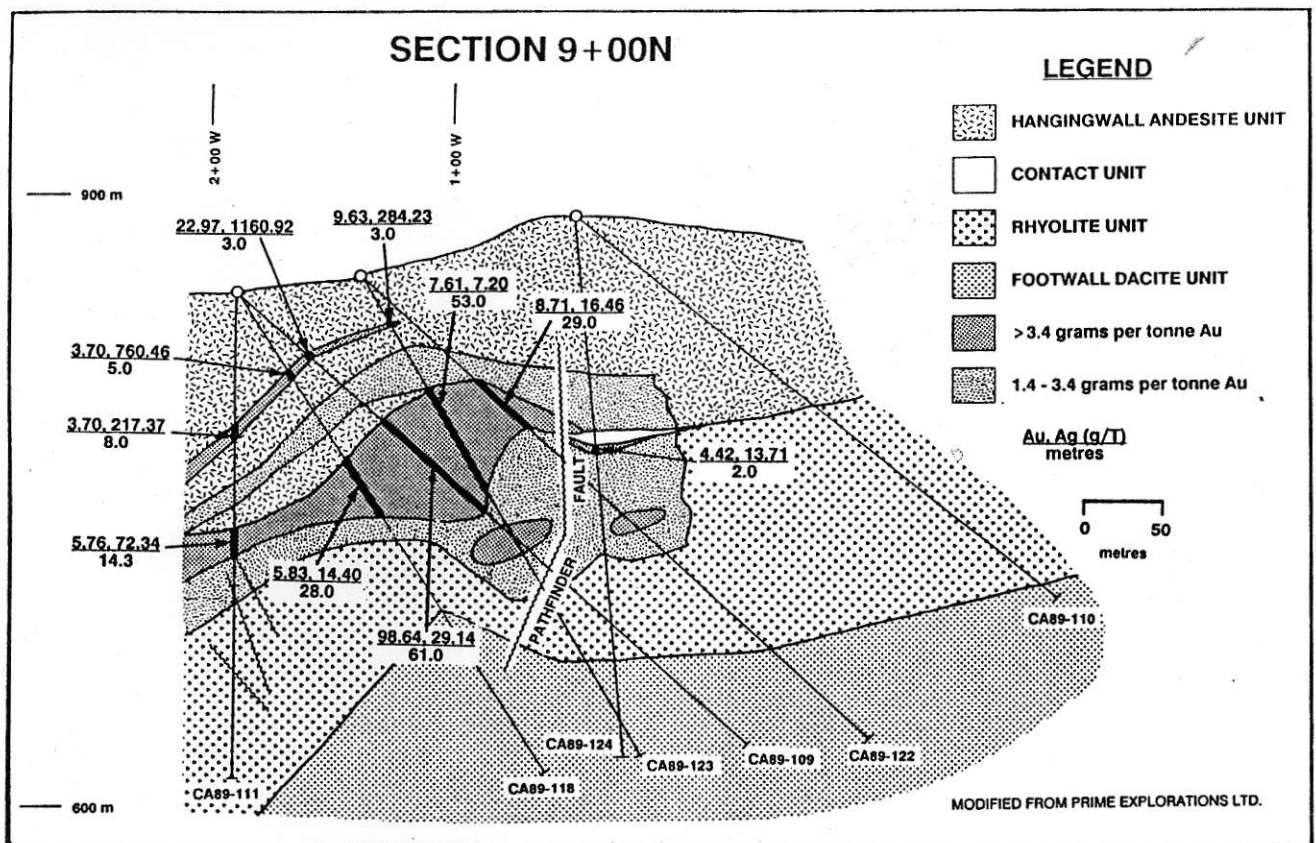 SECTION 9+00N
2+00 W
1+00 W
900 m
22.97, 1160.92
3.0
9.63, 284.23
3.0
7.61, 7.20
53.0
8.71, 16.46
29.0
3.70, 760.46
5.0
3.70, 217.37
8.0
4.42, 13.71
2.0
5.76, 72.34
14.3
5.83, 14.40
28.0
98.64, 29.14
61.0
PATHFINDER
FAULT
CA89-110
CA89-111
CA89-118
CA89-124
CA89-123
CA89-109
CA89-122
600 m
LEGEND
HANGINGWALL ANDESITE UNIT
CONTACT UNIT
RHYOLITE UNIT
FOOTWALL DACITE UNIT
>3.4 grams per tonne Au
1.4 - 3.4 grams per tonne Au
Au, Ag (g/T)
metres
0 50
metres
MODIFIED FROM PRIME EXPLORATIONS LTD.